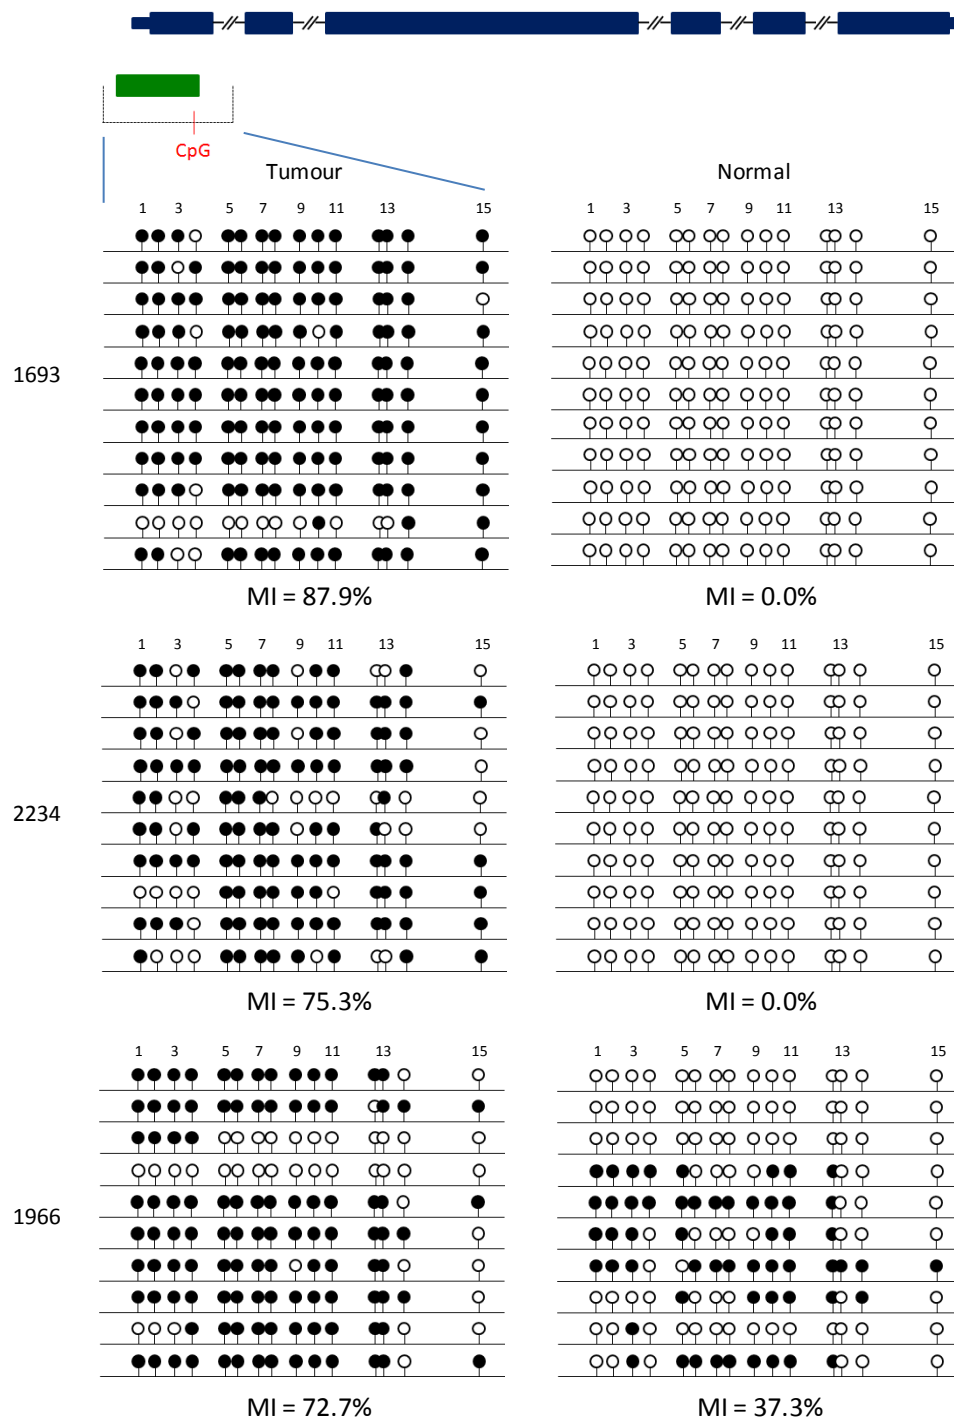 CpG
Tumour Normal
1 3 5 7 9 11 13 15 1 3 5 7 9 11 13 15
1693
MI = 87.9% MI = 0.0%
1 3 5 7 9 11 13 15 1 3 5 7 9 11 13 15
2234
MI = 75.3% MI = 0.0%
1 3 5 7 9 11 13 15 1 3 5 7 9 11 13 15
1966
MI = 72.7% MI = 37.3%